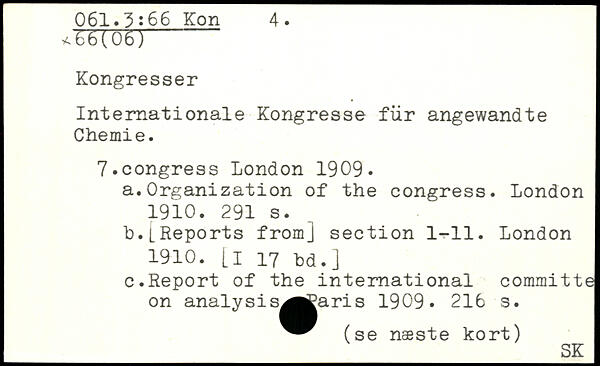 061.3:66 Kon 4.
x66(06)
Kongresser
Internationale Kongresse für angewandte
Chemie.
7.congress London 1909.
a.Organization of the congress. London
1910. 291 s.
b.[Reports from] section 1-11. London
1910. [I 17 bd.]
c.Report of the international committe
on analysis Paris 1909. 216 s.
(se næste kort)
SK